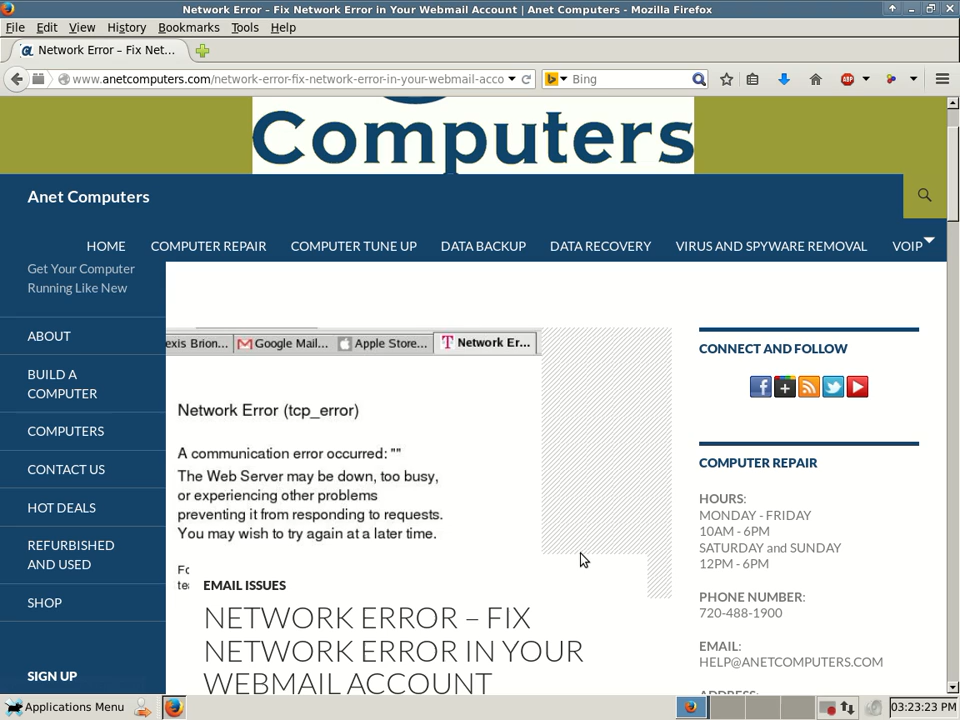 Network Error – Fix Network Error in Your Webmail Account | Anet Computers - Mozilla Firefox
File Edit View History Bookmarks Tools Help
Network Error – Fix Net...
www.anetcomputers.com/network-error-fix-network-error-in-your-webmail-acco
Bing
Computers
Anet Computers
HOME COMPUTER REPAIR COMPUTER TUNE UP DATA BACKUP DATA RECOVERY VIRUS AND SPYWARE REMOVAL VOIP
Get Your Computer
Running Like New
ABOUT
BUILD A
COMPUTER
COMPUTERS
CONTACT US
HOT DEALS
REFURBISHED
AND USED
SHOP
SIGN UP
exis Brion... Google Mail... Apple Store... Network Er...
Network Error (tcp_error)
A communication error occurred: ""
The Web Server may be down, too busy,
or experiencing other problems
preventing it from responding to requests.
You may wish to try again at a later time.
EMAIL ISSUES
NETWORK ERROR – FIX
NETWORK ERROR IN YOUR
WEBMAIL ACCOUNT
CONNECT AND FOLLOW
COMPUTER REPAIR
HOURS:
MONDAY - FRIDAY
10AM - 6PM
SATURDAY and SUNDAY
12PM - 6PM
PHONE NUMBER:
720-488-1900
EMAIL:
HELP@ANETCOMPUTERS.COM
Applications Menu
03:23:23 PM